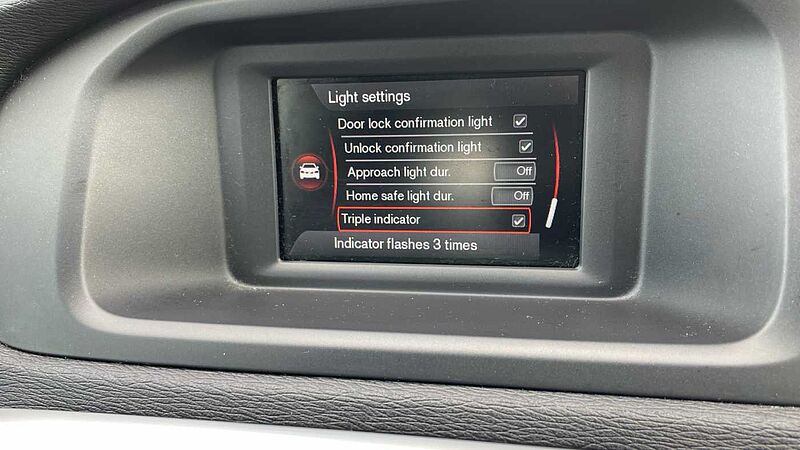 Light settings
Door lock confirmation light
Unlock confirmation light
Approach light dur. Off
Home safe light dur. Off
Triple indicator
Indicator flashes 3 times